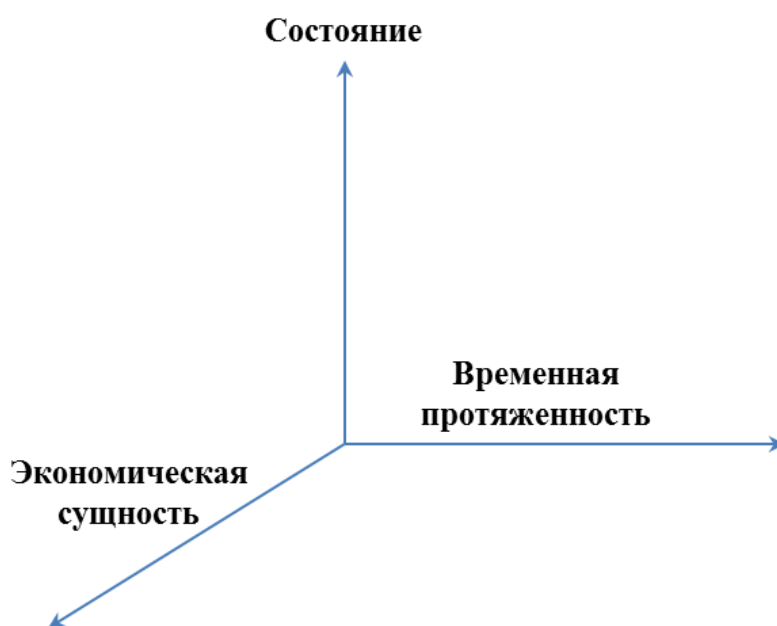 Состояние
Временная
протяженность
Экономическая
сущность